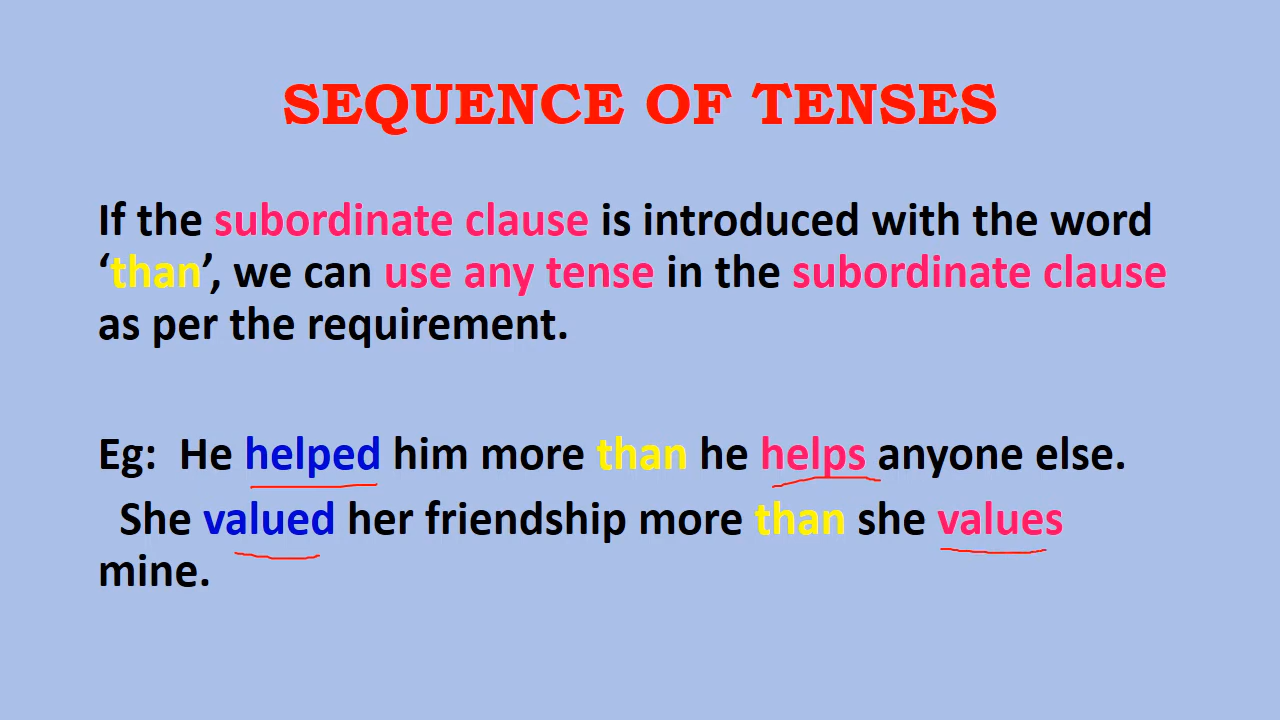 SEQUENCE OF TENSES
If the subordinate clause is introduced with the word
‘than’, we can use any tense in the subordinate clause
as per the requirement.
Eg: He helped him more than he helps anyone else.
She valued her friendship more than she values
mine.